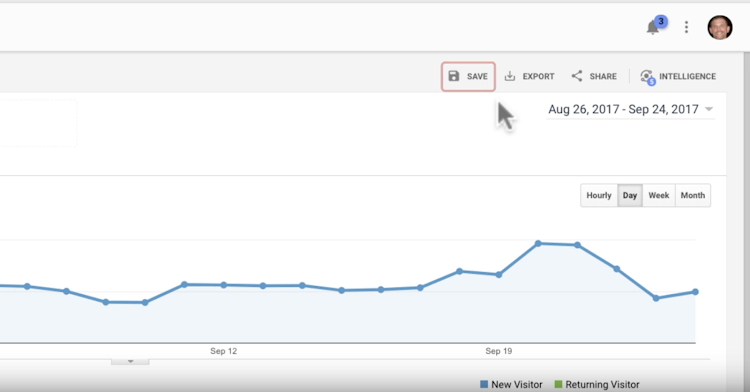 3
SAVE EXPORT SHARE INTELLIGENCE
5
Aug 26, 2017 - Sep 24, 2017
Hourly Day Week Month
Sep 12 Sep 19
New Visitor Returning Visitor